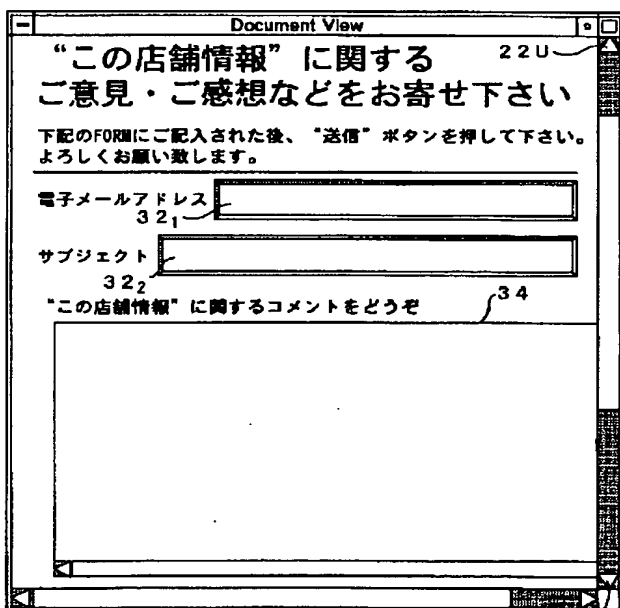 Document View
“この店舗情報”に関する
22U
ご意見・ご感想などをお寄せ下さい
下記のFORMにご記入された後、“送信”ボタンを押して下さい。
よろしくお願い致します。
電子メールアドレス
32₁
サブジェクト
32₂
“この店舗情報”に関するコメントをどうぞ
34